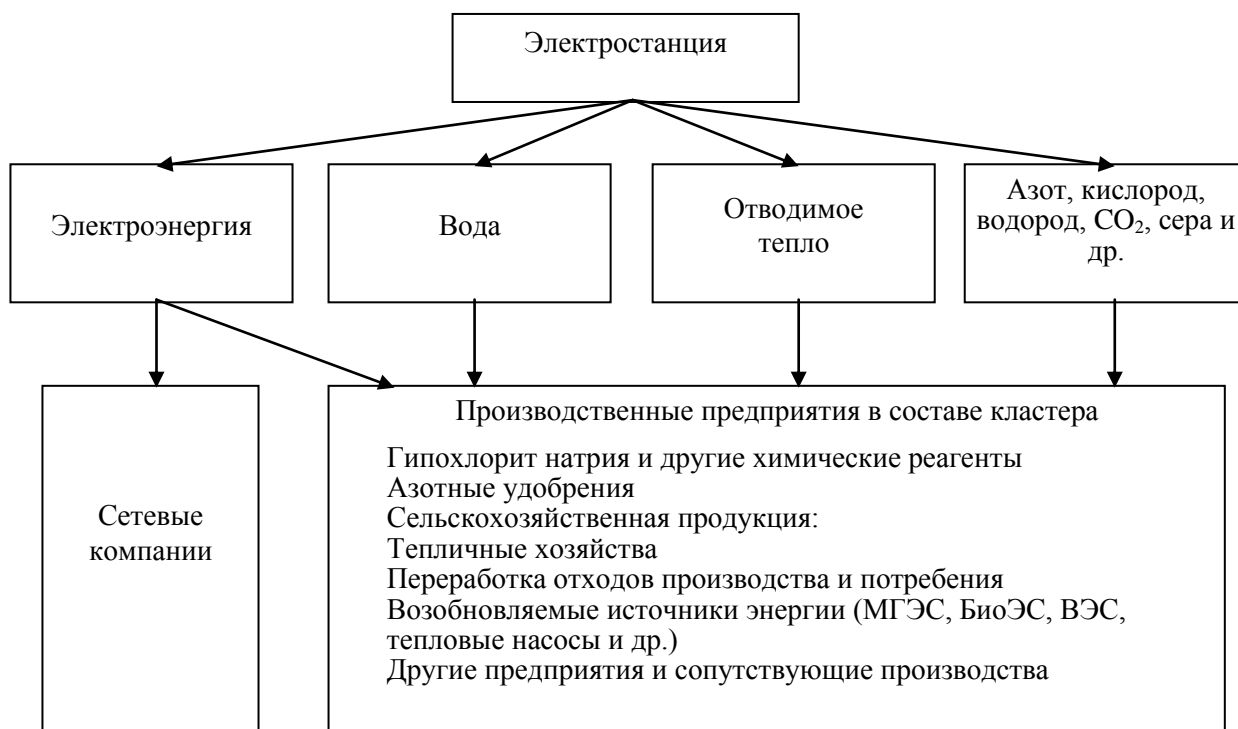 Электростанция
Электроэнергия
Вода
Отводимое
тепло
Азот, кислород,
водород, CO₂, сера и
др.
Сетевые
компании
Производственные предприятия в составе кластера
Гипохлорит натрия и другие химические реагенты
Азотные удобрения
Сельскохозяйственная продукция:
Тепличные хозяйства
Переработка отходов производства и потребения
Возобновляемые источники энергии (МГЭС, БиоЭС, ВЭС,
тепловые насосы и др.)
Другие предприятия и сопутствующие производства